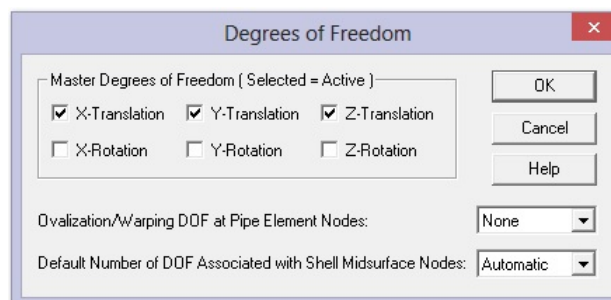 Degrees of Freedom
Master Degrees of Freedom ( Selected = Active )
X-Translation Y-Translation Z-Translation
X-Rotation Y-Rotation Z-Rotation
OK
Cancel
Help
Ovalization/Warping DOF at Pipe Element Nodes: None
Default Number of DOF Associated with Shell Midsurface Nodes: Automatic